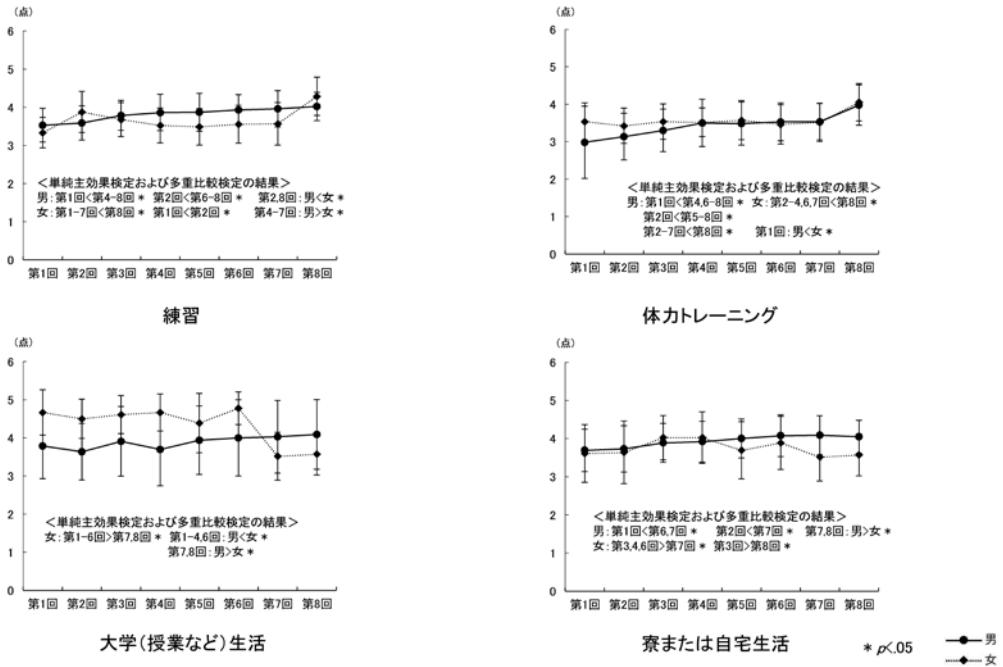 (点)
6
5
4
3
2
1
0
<単純主効果検定および多重比較検定の結果>
男:第1回<第4-8回* 第2回<第6-8回* 第2,8回:男<女*
女:第1-7回<第8回* 第1回<第2回* 第4-7回:男>女*
第1回 第2回 第3回 第4回 第5回 第6回 第7回 第8回
練習
(点)
6
5
4
3
2
1
0
<単純主効果検定および多重比較検定の結果>
男:第1回<第4,6-8回* 女:第2-4,6,7回<第8回*
第2回<第5-8回*
第2-7回<第8回* 第1回:男<女*
第1回 第2回 第3回 第4回 第5回 第6回 第7回 第8回
体力トレーニング
(点)
6
5
4
3
2
1
0
<単純主効果検定および多重比較検定の結果>
女:第1-6回>第7,8回* 第1-4,6回:男<女*
第7,8回:男>女*
第1回 第2回 第3回 第4回 第5回 第6回 第7回 第8回
大学(授業など)生活
(点)
6
5
4
3
2
1
0
<単純主効果検定および多重比較検定の結果>
男:第1回<第6,7回* 第2回<第7回* 第7,8回:男>女*
女:第3,4,6回>第7回* 第3回>第8回*
第1回 第2回 第3回 第4回 第5回 第6回 第7回 第8回
寮または自宅生活
* p<.05
男
女